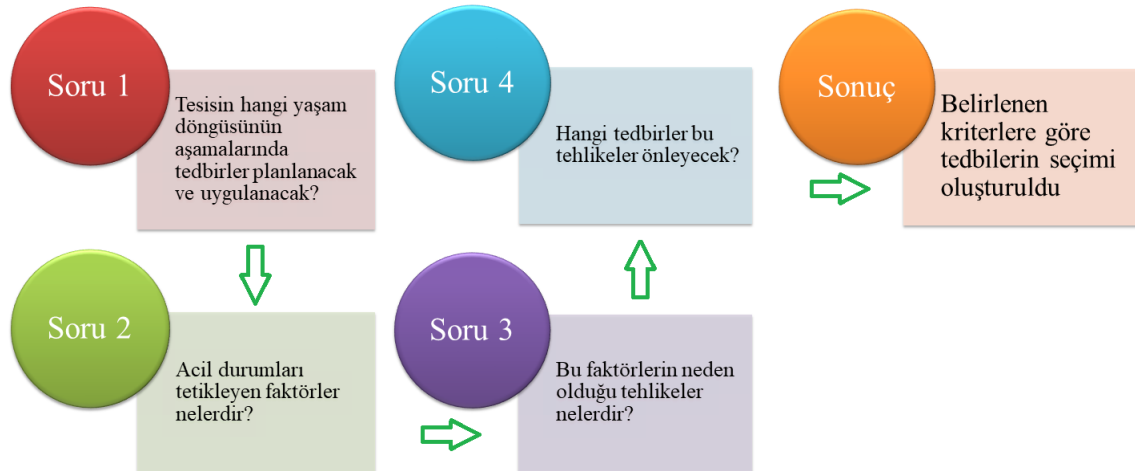 Soru 1
Tesisin hangi yaşam
döngüsünün
aşamalarında
tedbirler planlanacak
ve uygulanacak?
Soru 2
Acil durumları
tetikleyen faktörler
nelerdir?
Soru 3
Bu faktörlerin neden
olduğu tehlikeler
nelerdir?
Soru 4
Hangi tedbirler bu
tehlikeler önleyecek?
Sonuç
Belirlenen
kriterlere göre
tedbilerin seçimi
oluşturuldu